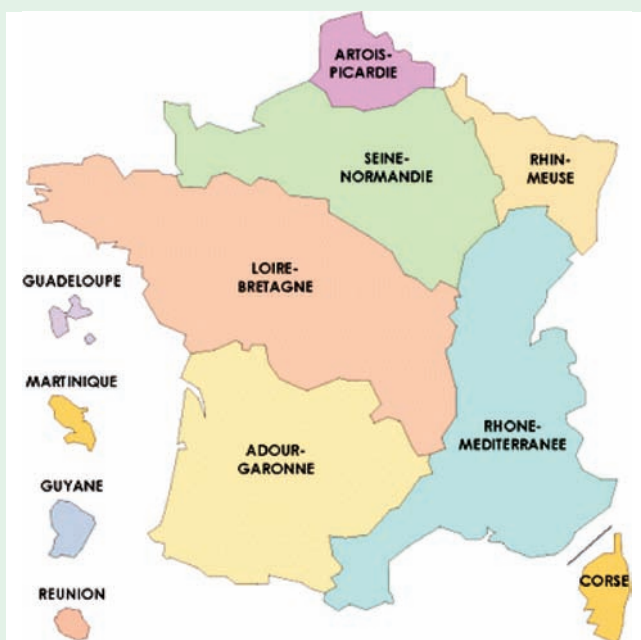 ARTOIS-
PICARDIE
SEINE-
NORMANDIE
RHIN-
MEUSE
LOIRE-
BRETAGNE
GUADELOUPE
MARTINIQUE
ADOUR-
GARONNE
RHONE-
MEDITERRANEE
GUYANE
REUNION
CORSE